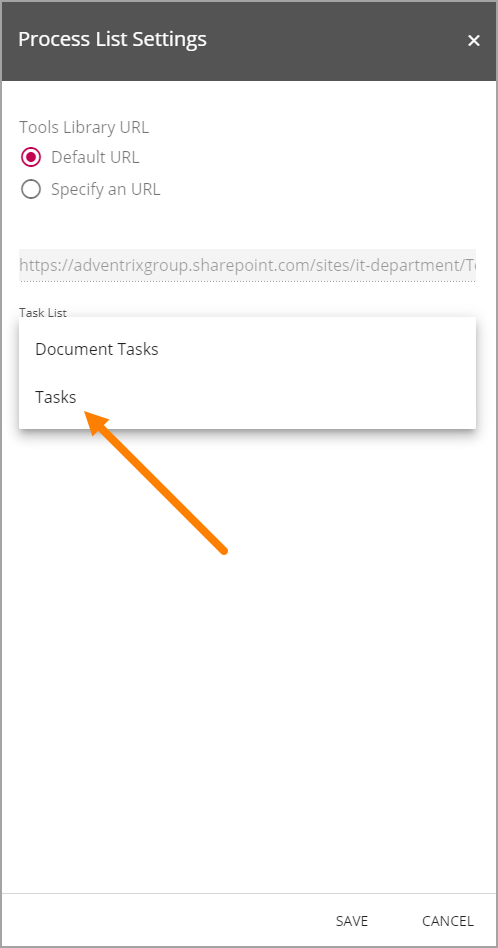 Process List Settings
Tools Library URL
Default URL
Specify an URL
https://adventrixgroup.sharepoint.com/sites/it-department/
Task List
Document Tasks
Tasks
SAVE CANCEL